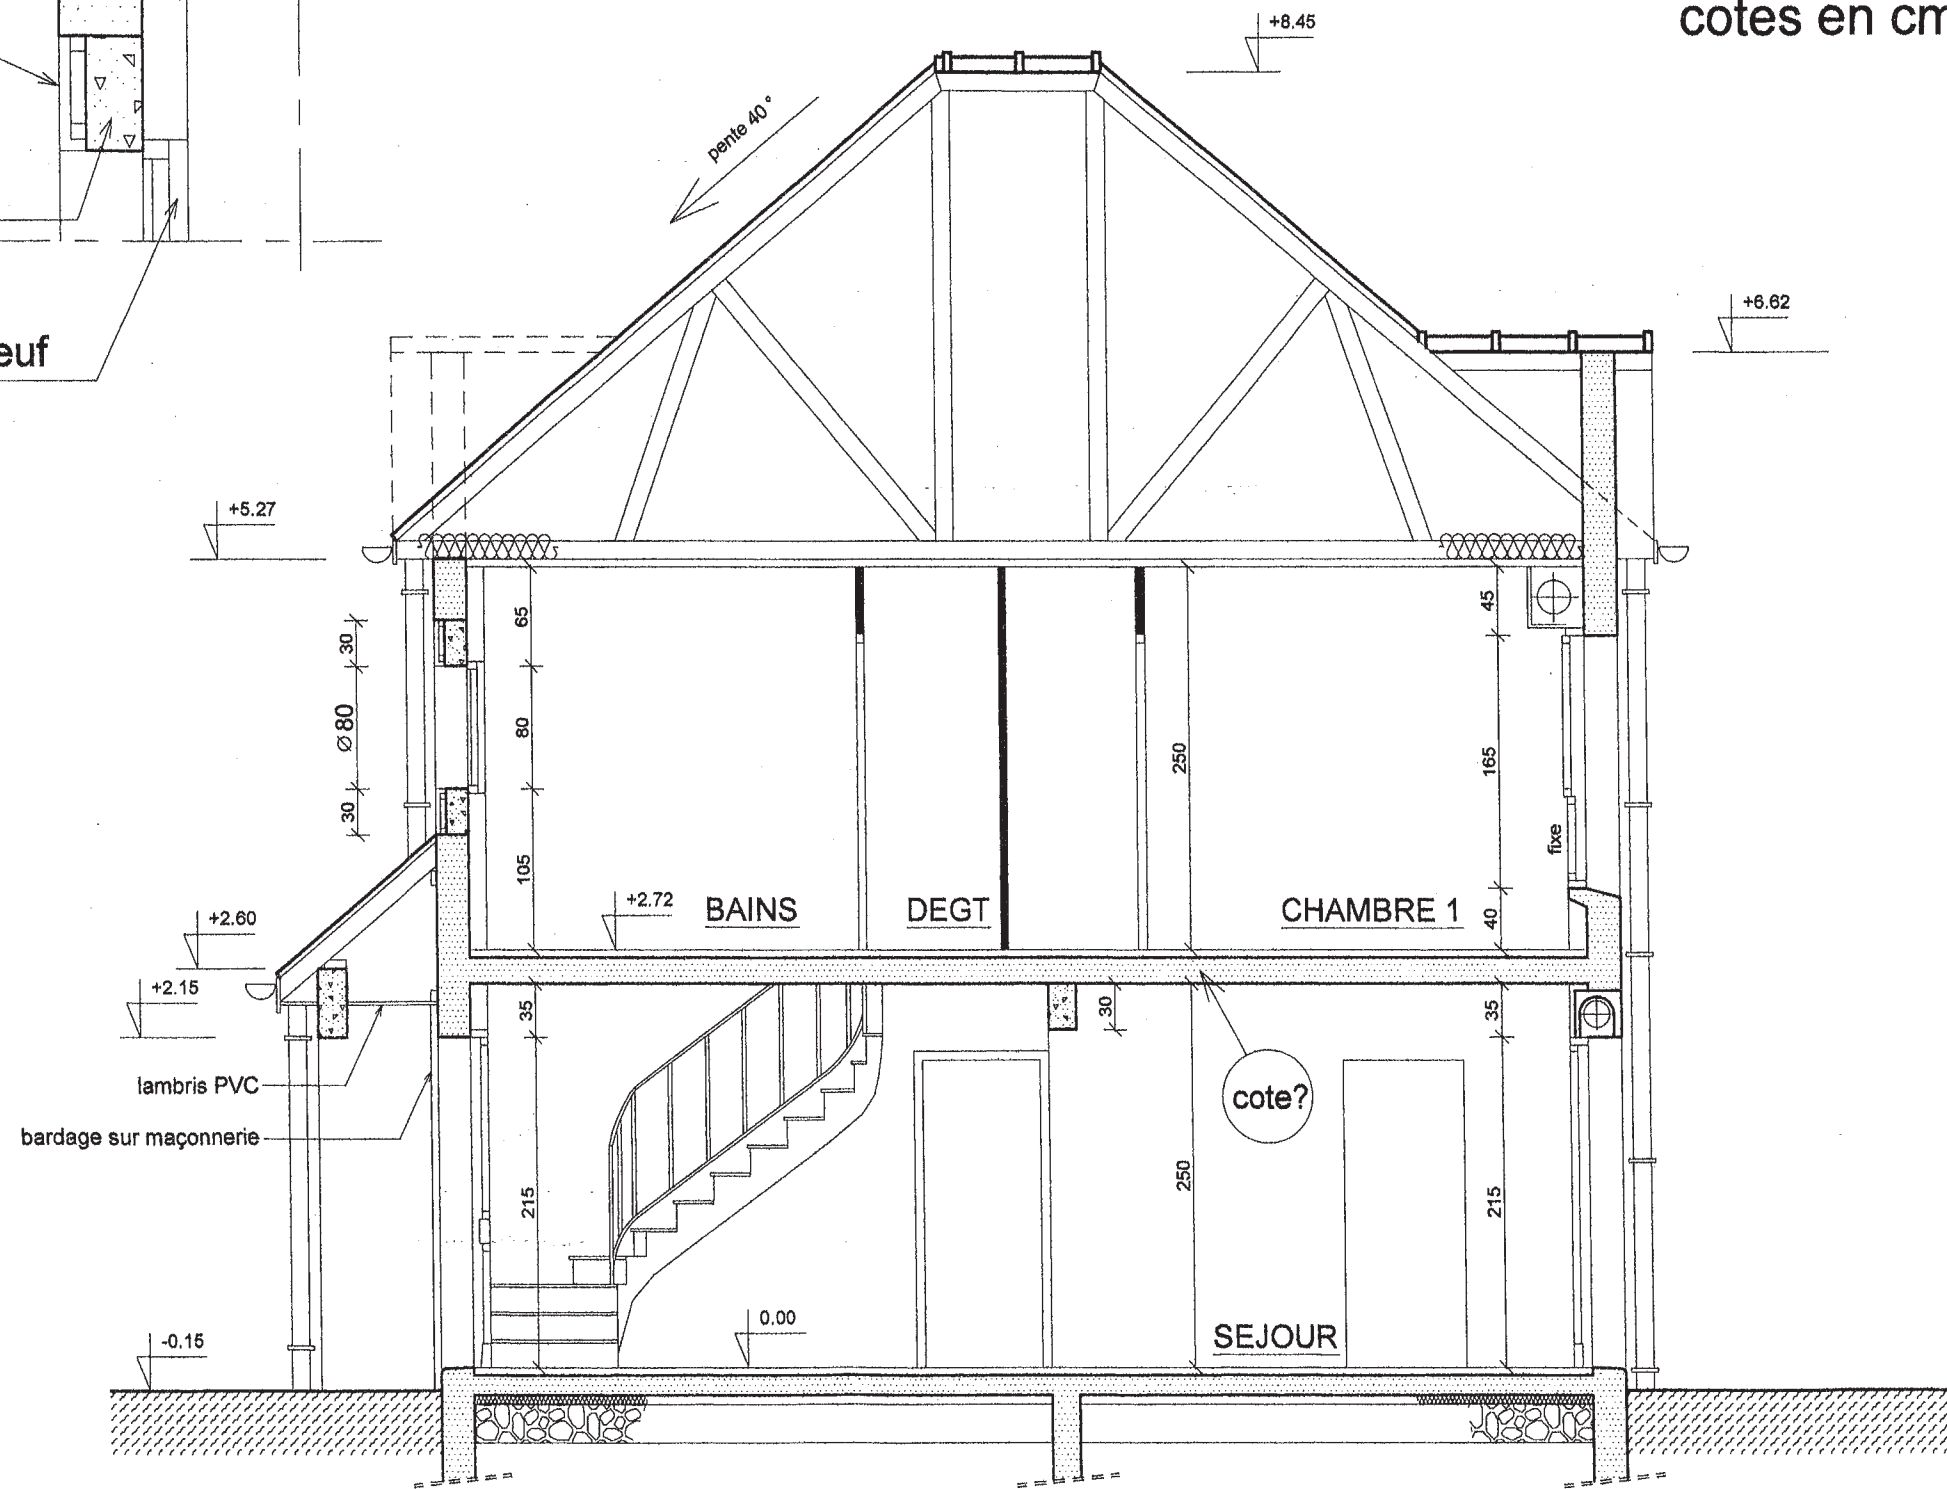 cotes en cm
+8.45
pente 40 °
+6.62
euf
+5.27
65
45
30
Ø 80
80
250
165
30
105
fixe
+2.72
BAINS
DEGT
CHAMBRE 1
40
+2.60
+2.15
35
30
35
lambris PVC
cote?
bardage sur maçonnerie
215
250
215
0.00
SEJOUR
-0.15